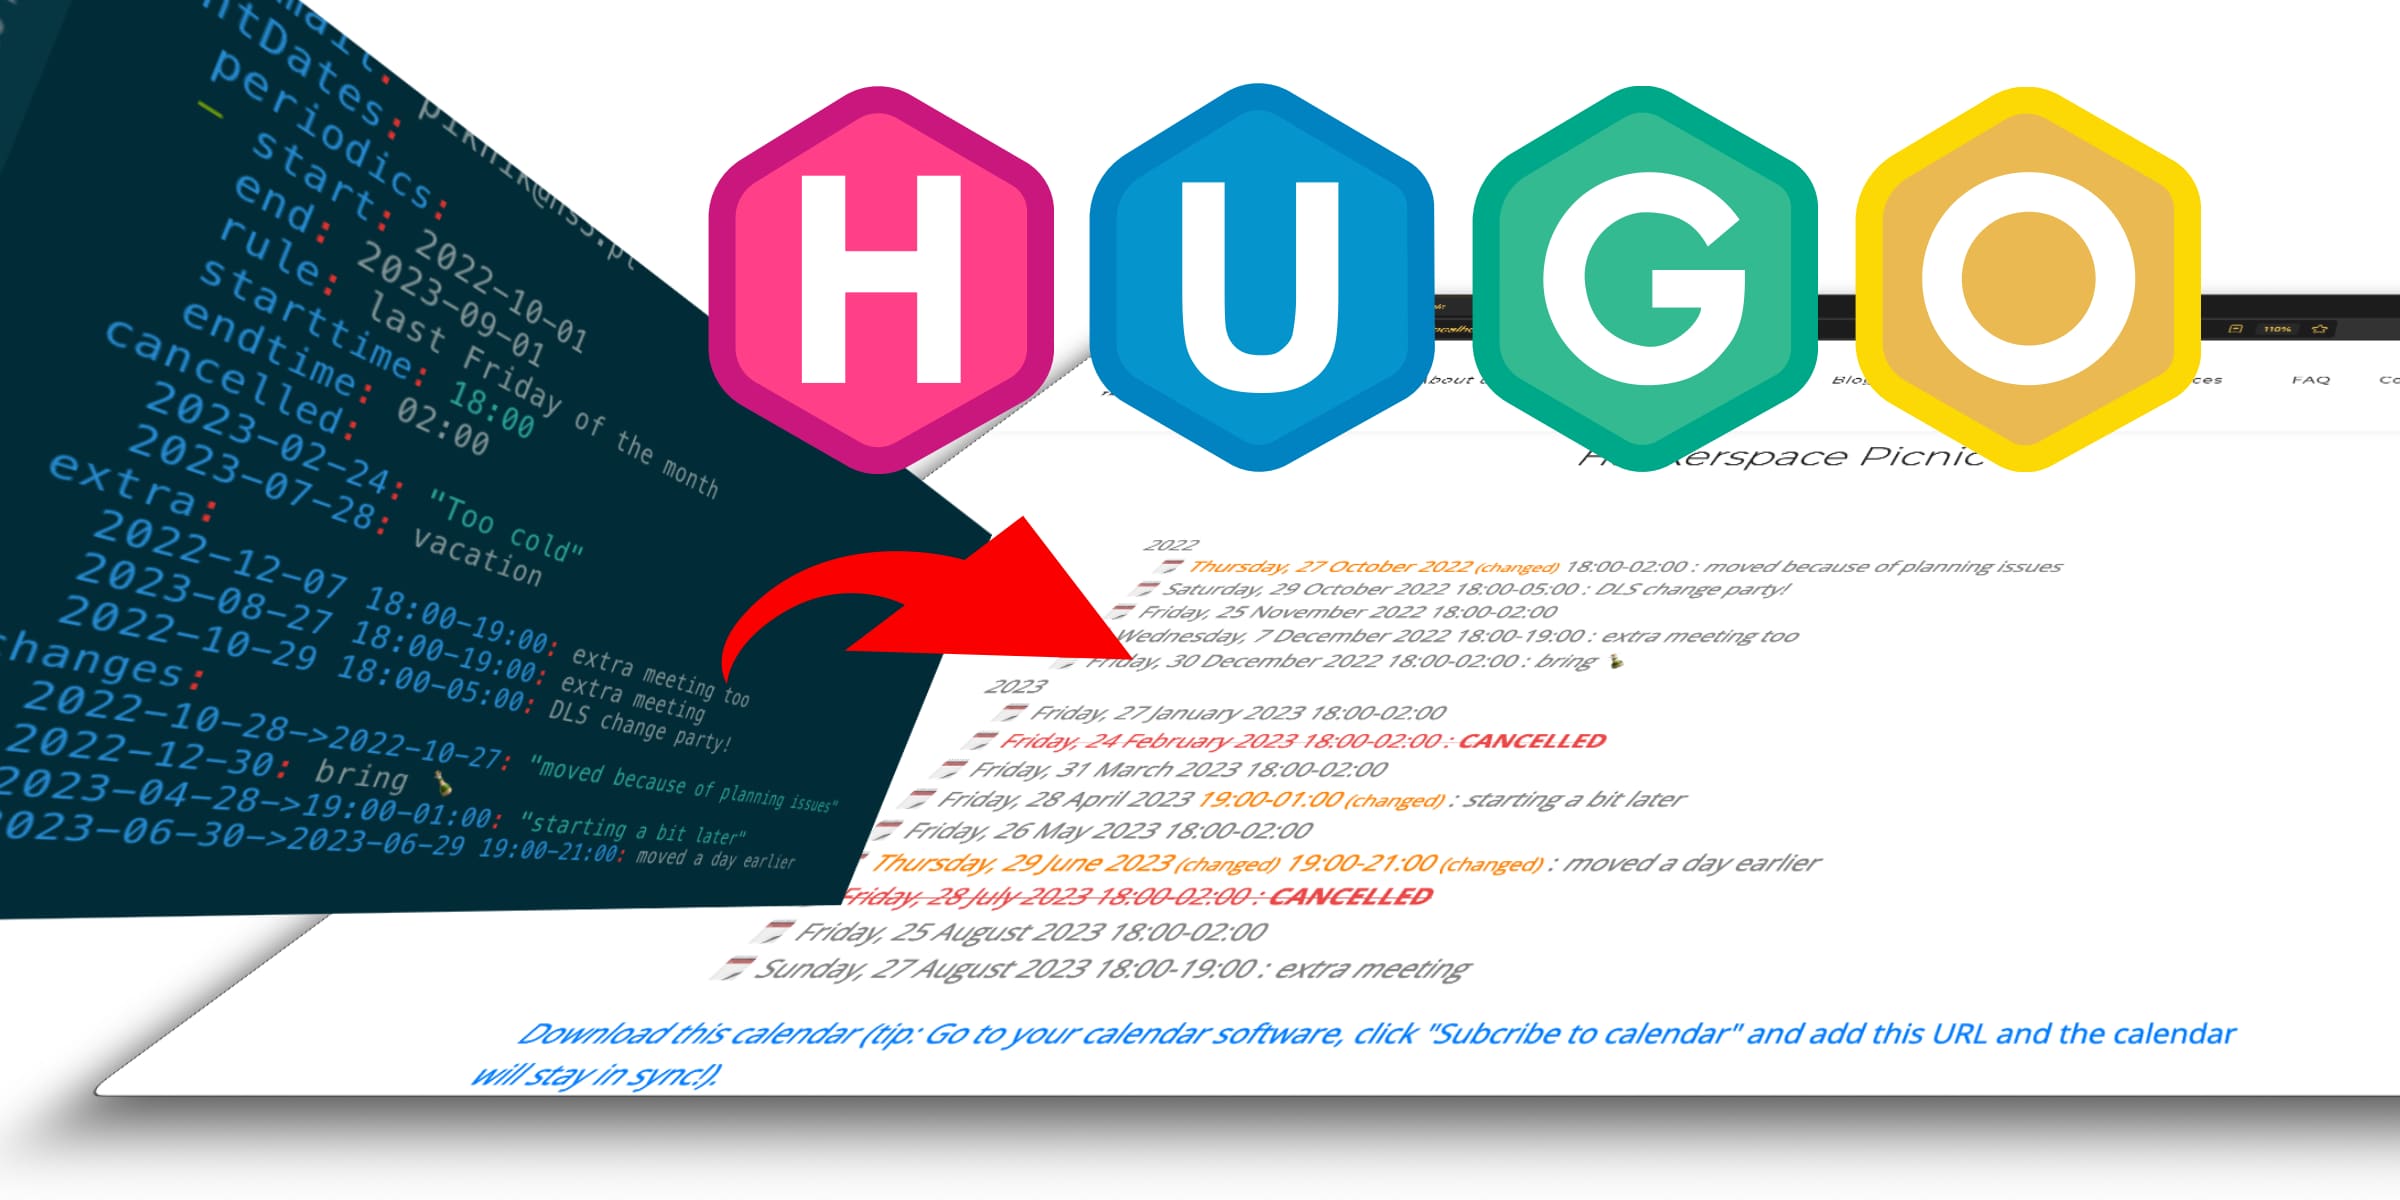 ntDates:
periodics:
-
start: 2022-10-01
end: 2023-09-01
rule: last Friday of the month
starttime: 18:00
endtime: 02:00
cancelled:
2023-02-24: "Too cold"
2023-07-28: vacation
extra:
2022-12-07 18:00-19:00: extra meeting too
2023-08-27 18:00-19:00: extra meeting
2022-10-29 18:00-05:00: DLS change party!
changes:
2022-10-28->2022-10-27: "moved because of planning issues"
2022-12-30: bring 🍾
2023-04-28->19:00-01:00: "starting a bit later"
2023-06-30->2023-06-29 19:00-21:00: moved a day earlier
HUGO
110%
FAQ
erspace Picnic
2022
Thursday, 27 October 2022 (changed) 18:00-02:00 : moved because of planning issues
Saturday, 29 October 2022 18:00-05:00 : DLS change party!
Friday, 25 November 2022 18:00-02:00
Wednesday, 7 December 2022 18:00-19:00 : extra meeting too
Friday, 30 December 2022 18:00-02:00 : bring 🍾
2023
Friday, 27 January 2023 18:00-02:00
Friday, 24 February 2023 18:00-02:00 : CANCELLED
Friday, 31 March 2023 18:00-02:00
Friday, 28 April 2023 19:00-01:00 (changed) : starting a bit later
Friday, 26 May 2023 18:00-02:00
Thursday, 29 June 2023 (changed) 19:00-21:00 (changed) : moved a day earlier
Friday, 28 July 2023 18:00-02:00 : CANCELLED
Friday, 25 August 2023 18:00-02:00
Sunday, 27 August 2023 18:00-19:00 : extra meeting
Download this calendar (tip: Go to your calendar software, click "Subcribe to calendar" and add this URL and the calendar
will stay in sync!).